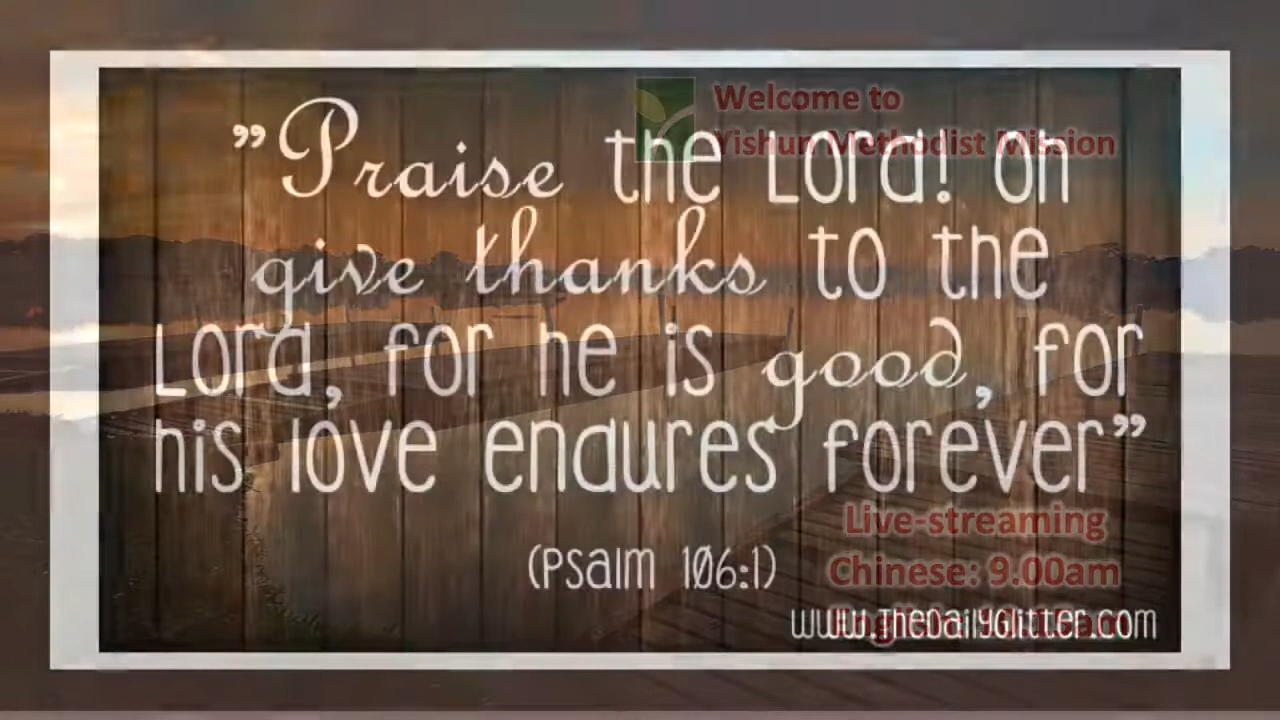 Welcome to
Yishun Methodist Mission
”Praise the Lord! Oh
give thanks to the
Lord, for he is good, for
his love endures forever”
(Psalm 106:1)
Live-streaming
Chinese: 9.00am
www.TheDailyGlitter.com
English: